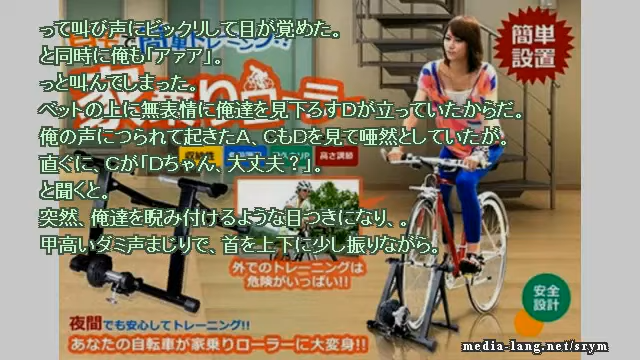 って叫び声にビックリして目が覚めた。
と同時に俺も「アァア」。
っと叫んでしまった。
ベットの上に無表情に俺達を見下ろすDが立っていたからだ。
俺の声につられて起きたA、CもDを見て唖然としていたが。
直ぐに、Cが「Dちゃん、大丈夫?」。
と聞くと。
突然、俺達を睨み付けるような目つきになり、。
甲高いダミ声まじりで、首を上下に少し振りながら。
簡単
設置
高さ調節
外でのトレーニングは
危険がいっぱい!!
安全
設計
夜間でも安心してトレーニング!!
あなたの自転車が家乗りローラーに大変身!!
media-lang.net/srym